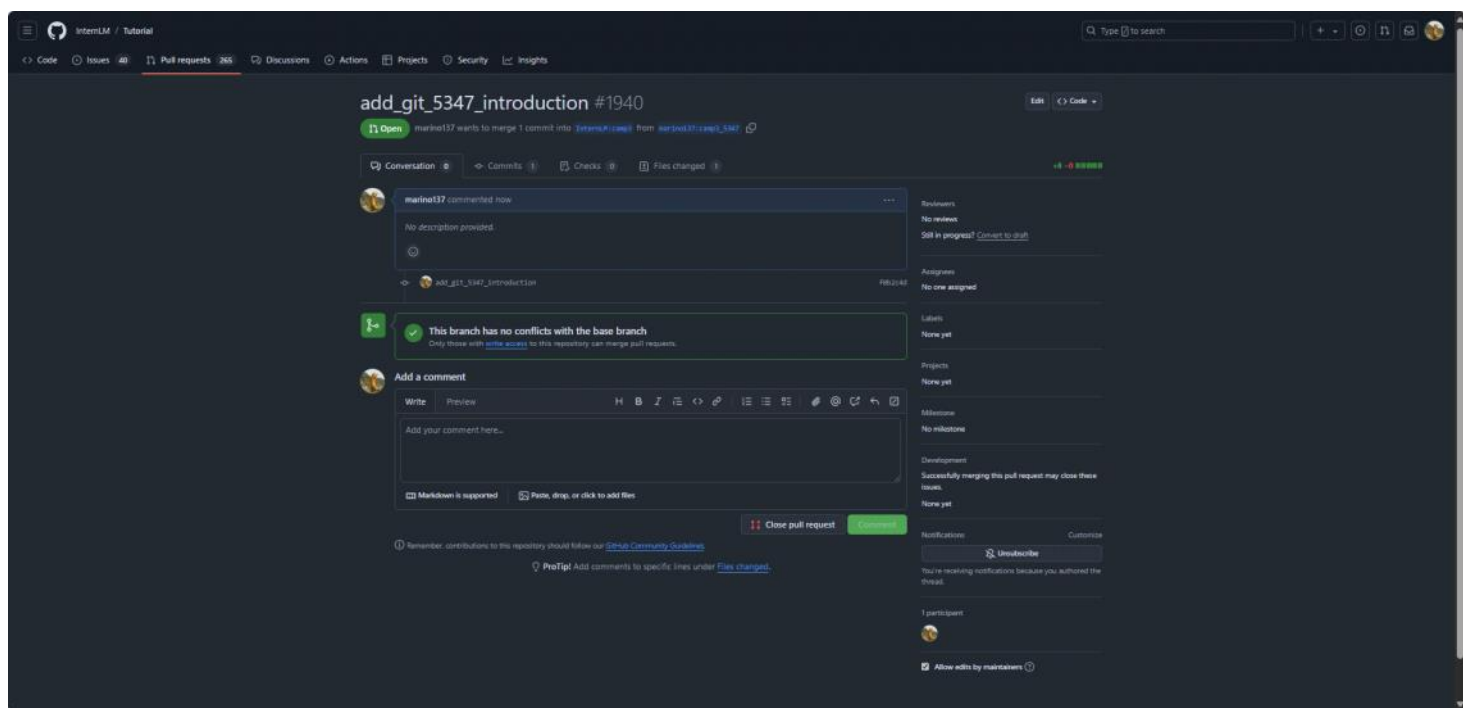 InternLM / Tutorial
Type / to search
Code Issues 40 Pull requests 265 Discussions Actions Projects Security Insights
add_git_5347_introduction #1940
Edit <> Code
Open marino137 wants to merge 1 commit into InternLM:camp3 from marino137:camp3_5347
Conversation 0 Commits 1 Checks 0 Files changed 1
marino137 commented now
No description provided.
add_git_5347_introduction
This branch has no conflicts with the base branch
Only those with write access to this repository can merge pull requests.
Add a comment
Write Preview
Add your comment here...
Markdown is supported Paste, drop, or click to add files
Close pull request Comment
Remember, contributions to this repository should follow our GitHub Community Guidelines.
ProTip! Add comments to specific lines under Files changed.
Reviewers
No reviews
Still in progress? Convert to draft
Assignees
No one assigned
Labels
None yet
Projects
None yet
Milestone
No milestone
Development
Successfully merging this pull request may close these
issues.
None yet
Notifications Customize
Unsubscribe
You're receiving notifications because you authored the
thread.
1 participant
Allow edits by maintainers